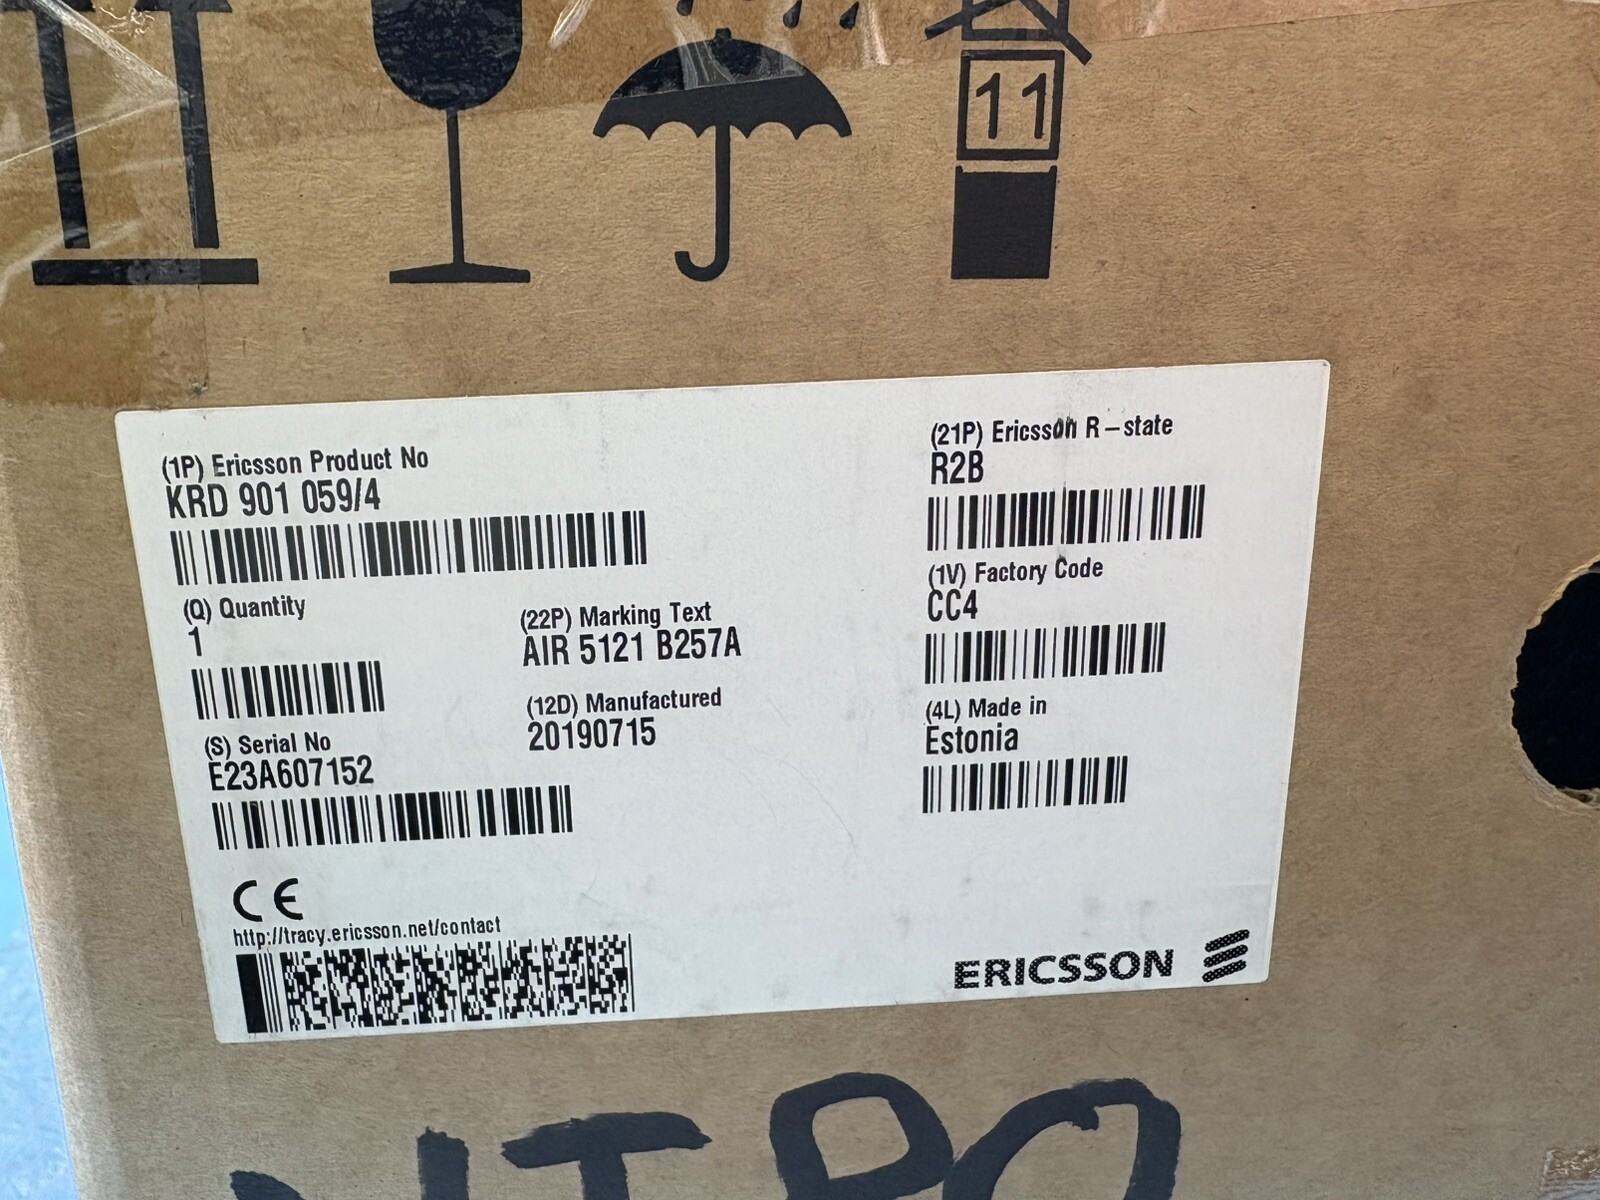 11
(1P) Ericsson Product No
KRD 901 059/4
(21P) Ericsson R-state
R2B
(Q) Quantity
1
(22P) Marking Text
AIR 5121 B257A
(1V) Factory Code
CC4
(S) Serial No
E23A607152
(12D) Manufactured
20190715
(4L) Made in
Estonia
CE
http://tracy.ericsson.net/contact
ERICSSON